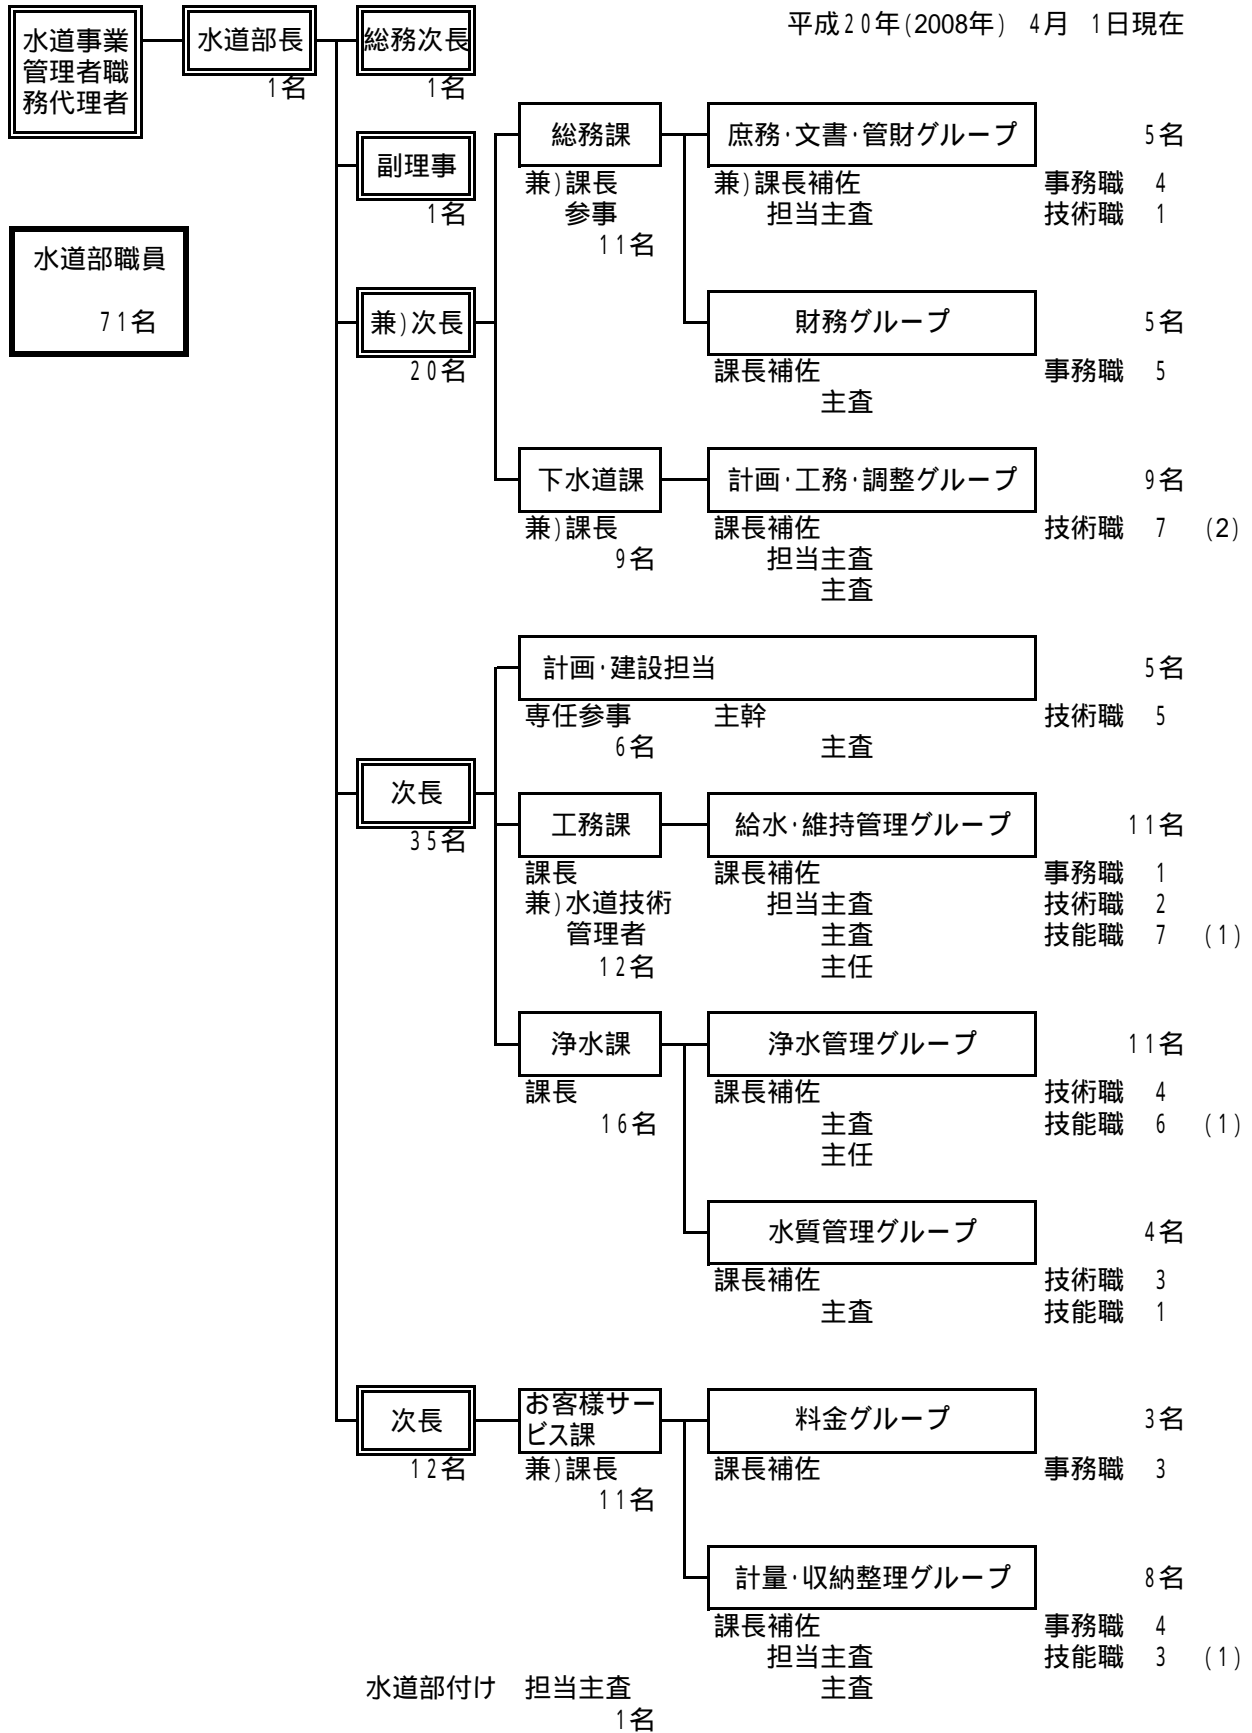 平成20年(2008年) 4月 1日現在
水道事業
管理者職
務代理者
水道部長
1名
総務次長
1名
副理事
1名
水道部職員
71名
兼)次長
20名
総務課
兼)課長
参事
11名
庶務・文書・管財グループ 5名
兼)課長補佐 事務職 4
担当主査 技術職 1
財務グループ 5名
課長補佐 事務職 5
主査
下水道課
兼)課長
9名
計画・工務・調整グループ 9名
課長補佐 技術職 7 (2)
担当主査
主査
次長
35名
計画・建設担当 5名
専任参事 主幹 技術職 5
6名 主査
工務課
課長
兼)水道技術
管理者
12名
給水・維持管理グループ 11名
課長補佐 事務職 1
担当主査 技術職 2
主査 技能職 7 (1)
主任
浄水課
課長
16名
浄水管理グループ 11名
課長補佐 技術職 4
主査 技能職 6 (1)
主任
水質管理グループ 4名
課長補佐 技術職 3
主査 技能職 1
次長
12名
お客様サー
ビス課
兼)課長
11名
料金グループ 3名
課長補佐 事務職 3
計量・収納整理グループ 8名
課長補佐 事務職 4
担当主査 技能職 3 (1)
主査
水道部付け 担当主査
1名